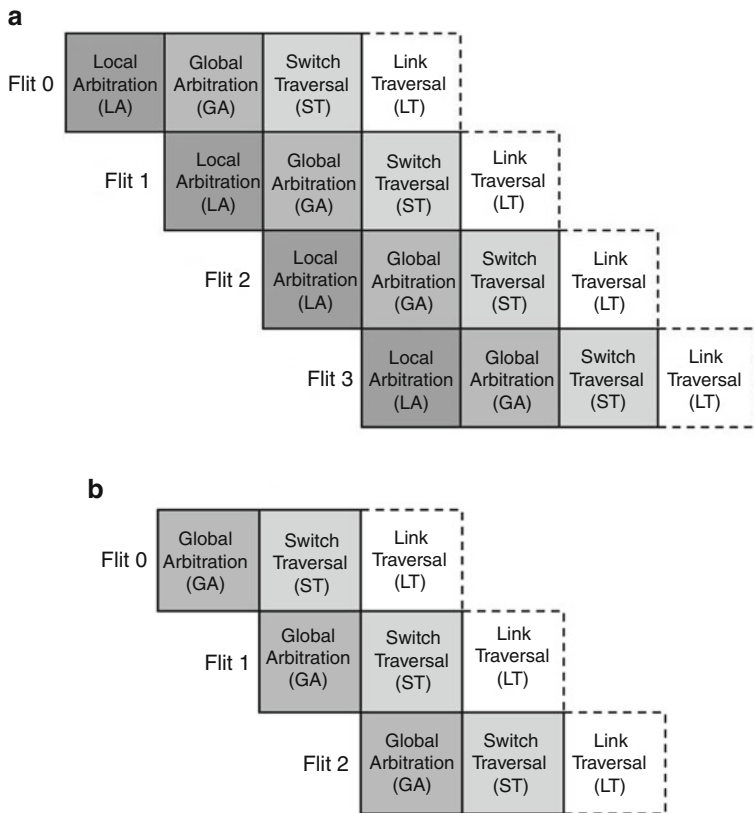 a
Flit 0
Local
Arbitration
(LA)
Global
Arbitration
(GA)
Switch
Traversal
(ST)
Link
Traversal
(LT)
Flit 1
Local
Arbitration
(LA)
Global
Arbitration
(GA)
Switch
Traversal
(ST)
Link
Traversal
(LT)
Flit 2
Local
Arbitration
(LA)
Global
Arbitration
(GA)
Switch
Traversal
(ST)
Link
Traversal
(LT)
Flit 3
Local
Arbitration
(LA)
Global
Arbitration
(GA)
Switch
Traversal
(ST)
Link
Traversal
(LT)
b
Flit 0
Global
Arbitration
(GA)
Switch
Traversal
(ST)
Link
Traversal
(LT)
Flit 1
Global
Arbitration
(GA)
Switch
Traversal
(ST)
Link
Traversal
(LT)
Flit 2
Global
Arbitration
(GA)
Switch
Traversal
(ST)
Link
Traversal
(LT)